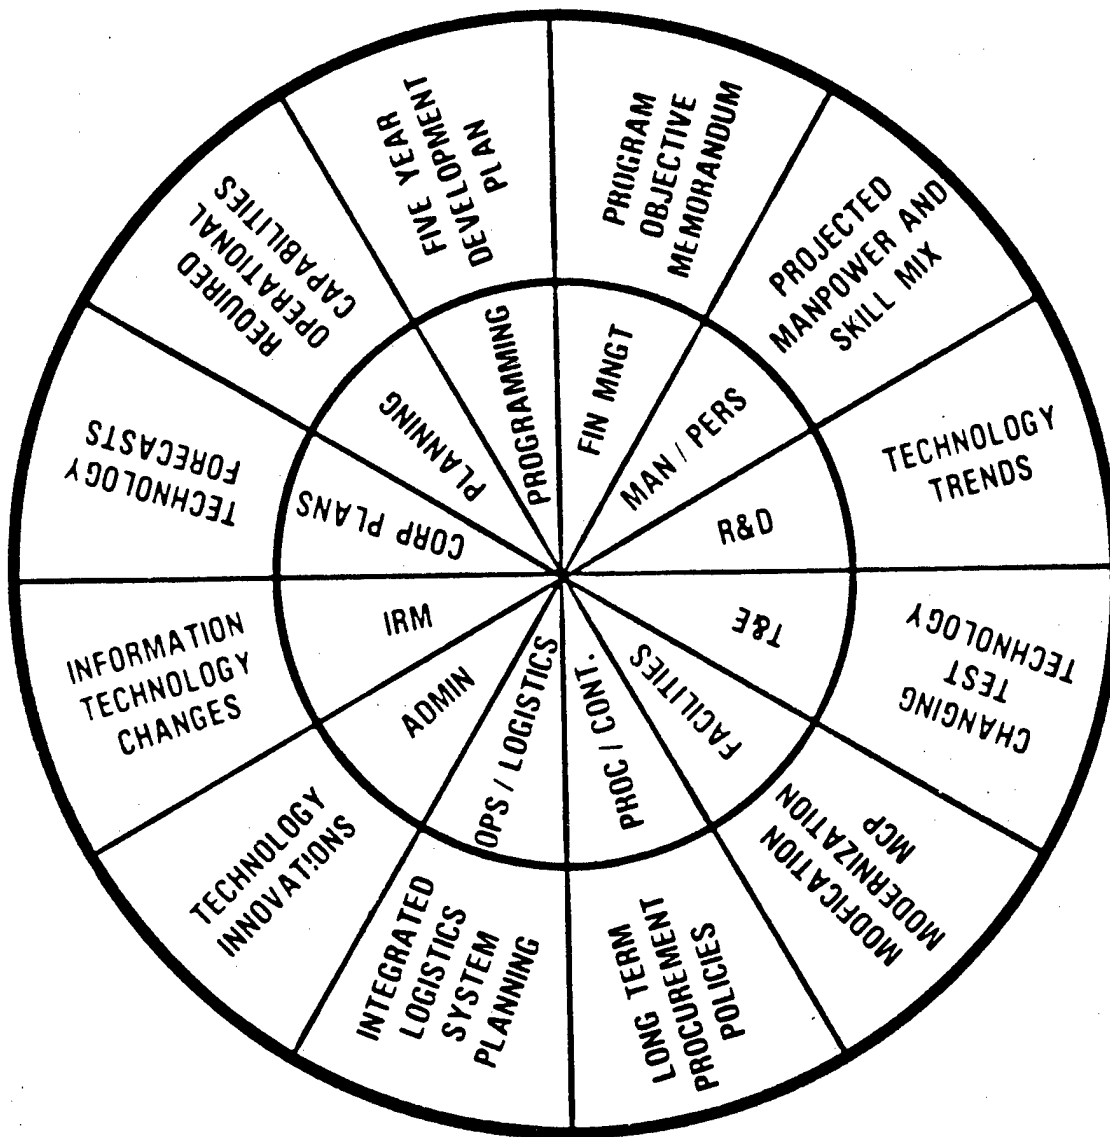 FIVE YEAR
DEVELOPMENT
PLAN
PROGRAM
OBJECTIVE
MEMORANDUM
PROJECTED
MANPOWER AND
SKILL MIX
TECHNOLOGY
TRENDS
CHANGING
TEST
TECHNOLOGY
MODIFICATION
MODERNIZATION
MCP
LONG TERM
PROCUREMENT
POLICIES
INTEGRATED
LOGISTICS
SYSTEM
PLANNING
TECHNOLOGY
INNOVATIONS
INFORMATION
TECHNOLOGY
CHANGES
TECHNOLOGY
FORECASTS
REQUIRED
OPERATIONAL
CAPABILITIES
PROGRAMMING
FIN MNGT
MAN / PERS
R&D
T&E
FACILITIES
PROC / CONT.
OPS / LOGISTICS
ADMIN
IRM
CORP PLANS
PLANNING